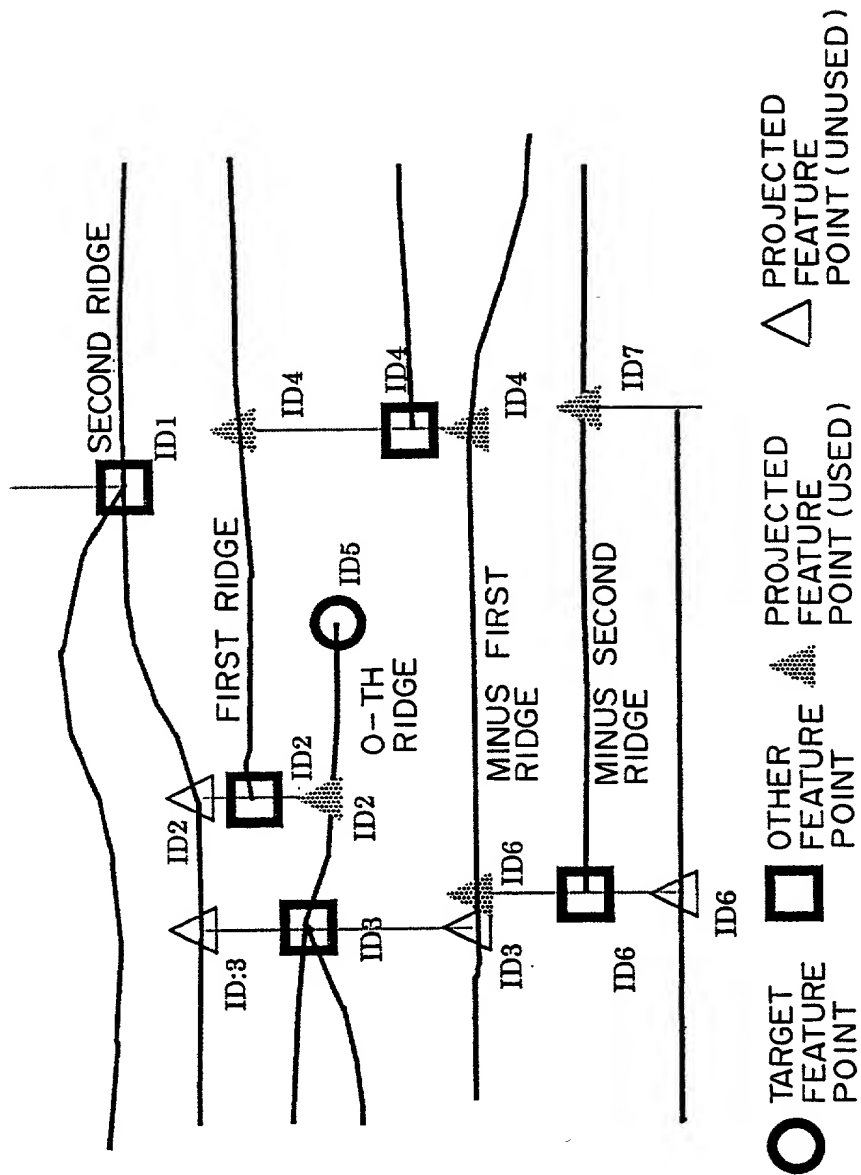 SECOND RIDGE
ID1
FIRST RIDGE
ID4
ID2
ID2
ID4
ID5
O-TH
RIDGE
ID2
ID:3
ID3
ID4
MINUS FIRST
RIDGE
ID6
ID3
ID7
MINUS SECOND
RIDGE
ID6
ID6
TARGET
FEATURE
POINT
OTHER
FEATURE
POINT
PROJECTED
FEATURE
POINT (USED)
PROJECTED
FEATURE
POINT (UNUSED)